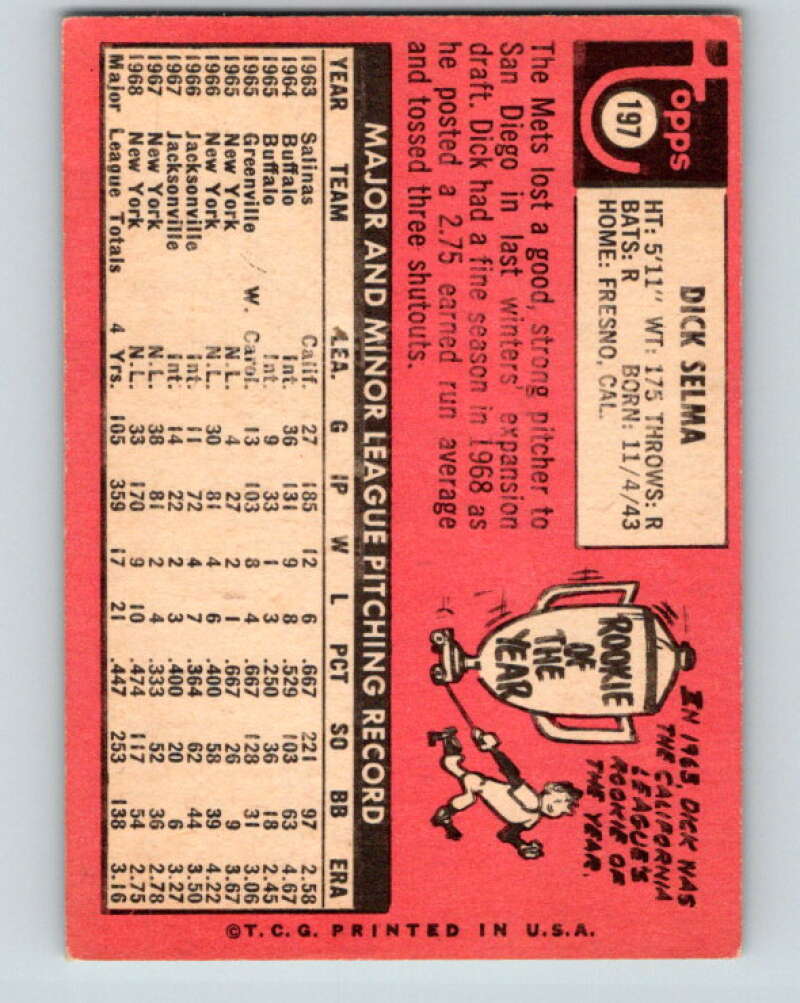 Topps
197
DICK SELMA
HT: 5'11" WT: 175 THROWS: R
BATS: R BORN: 11/4/43
HOME: FRESNO, CAL.
The Mets lost a good, strong pitcher to
San Diego in last winters' expansion
draft. Dick had a fine season in 1968 as
he posted a 2.75 earned run average
and tossed three shutouts.
ROOKIE
OF
THE
YEAR
IN 1963, DICK WAS
THE CALIFORNIA
LEAGUE'S
ROOKIE OF
THE YEAR.
MAJOR AND MINOR LEAGUE PITCHING RECORD
YEAR TEAM LEA. G IP W L PCT SO BB ERA
1963 Salinas Calif. 27 185 12 6 .667 221 97 2.58
1964 Buffalo Int. 36 131 9 8 .529 103 63 4.67
1965 Buffalo Int. 9 33 1 3 .250 36 18 2.45
1965 Greenville W. Carol. 13 103 8 4 .667 128 31 3.06
1965 New York N.L. 4 27 2 1 .667 26 9 3.67
1966 New York N.L. 30 81 4 6 .400 58 39 4.22
1966 Jacksonville Int. 11 72 4 7 .364 62 44 3.50
1967 Jacksonville Int. 14 22 2 3 .400 20 6 3.27
1967 New York N.L. 38 81 2 4 .333 52 36 2.78
1968 New York N.L. 33 170 9 10 .474 117 54 2.75
Major League Totals 4 Yrs. 105 359 17 21 .447 253 138 3.16
©T.C.G. PRINTED IN U.S.A.